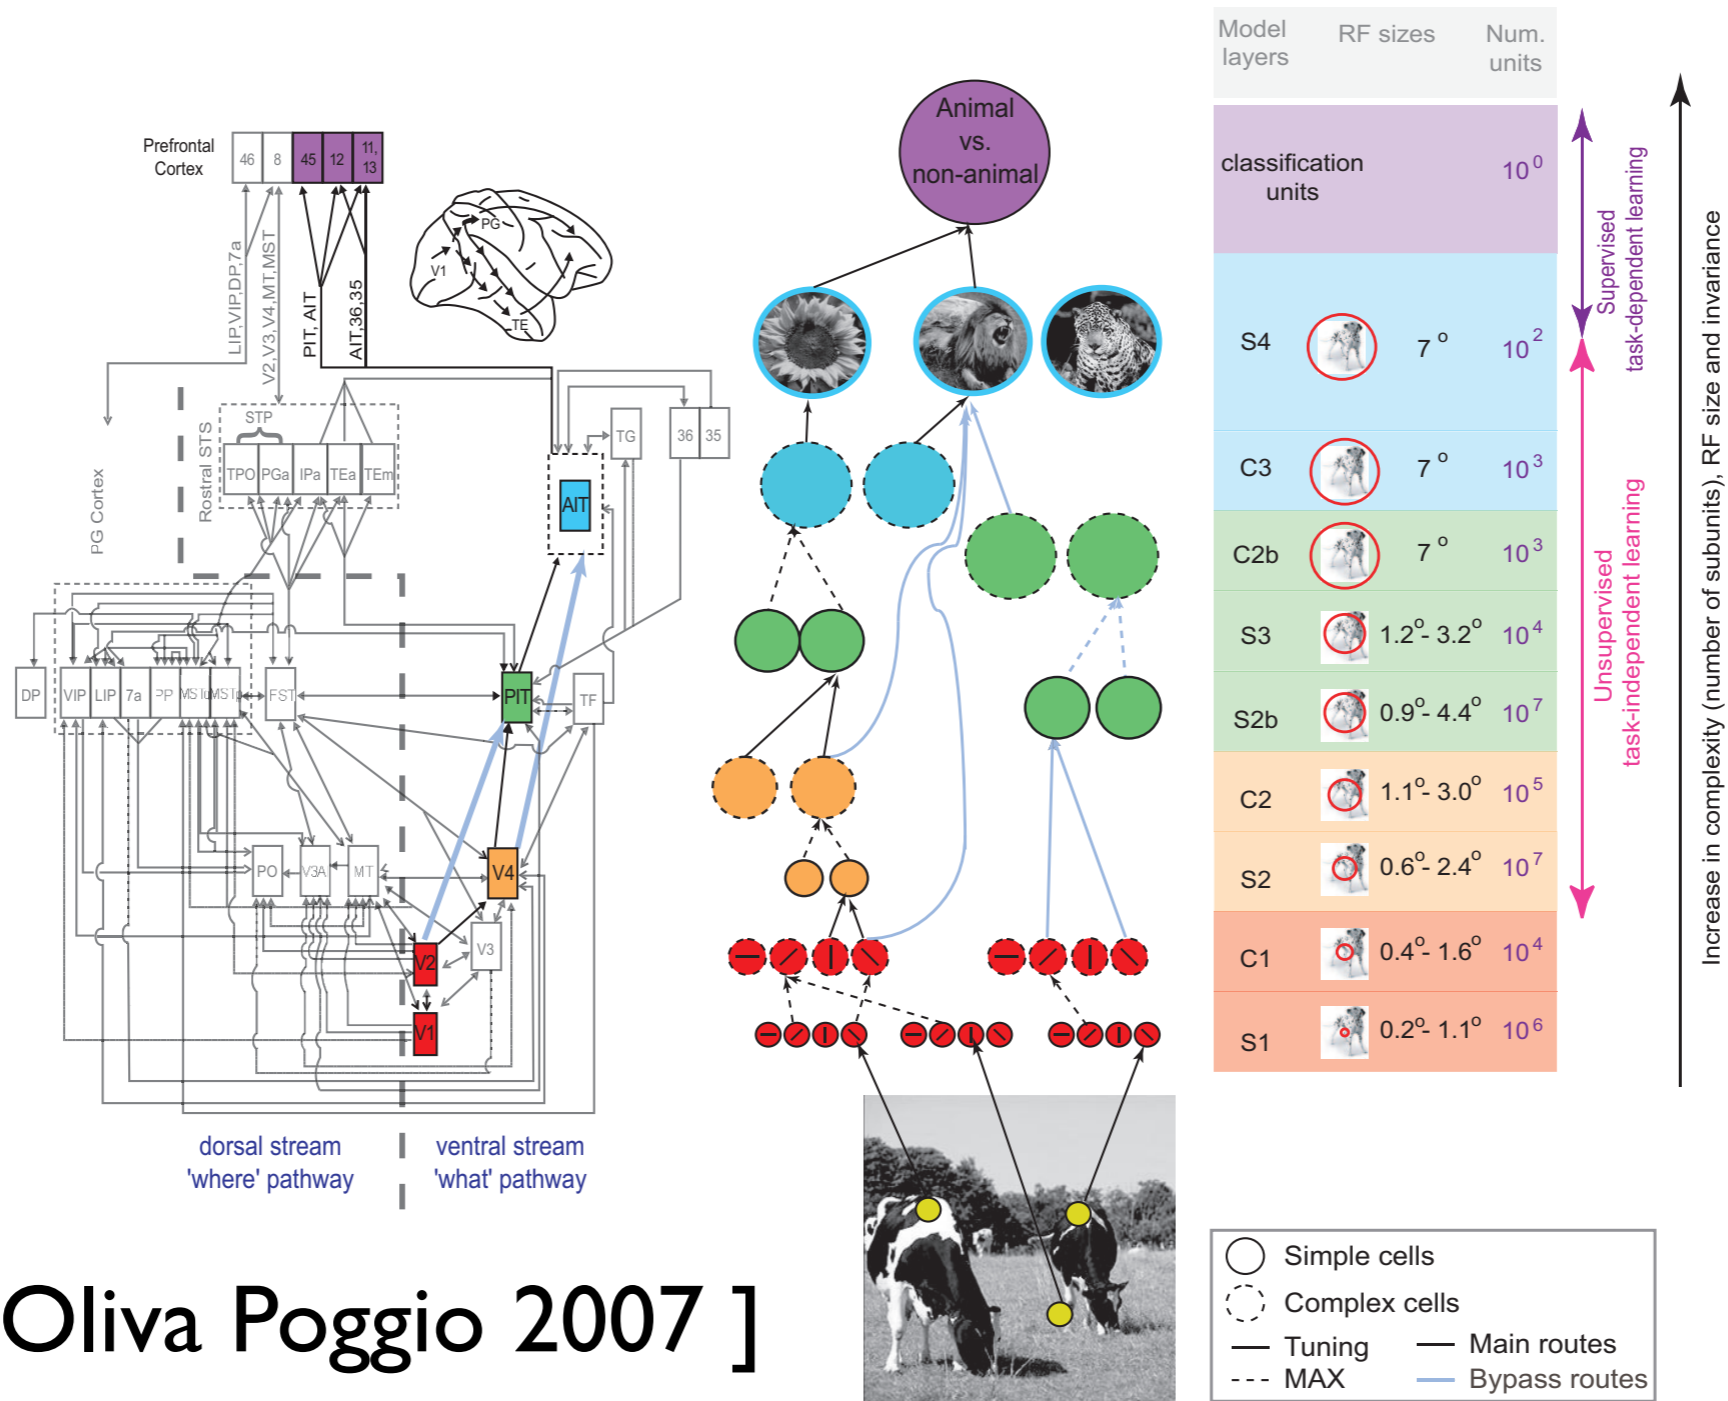 Prefrontal
Cortex
46
8
45
12
11,
13
LIP,VIP,DP,7a
V2,V3,V4,MT,MST
PIT, AIT
AIT,36,35
PG
V1
TE
PG Cortex
Rostral STS
STP
TPO
PGa
IPa
TEa
TEm
TG
36
35
AIT
DP
VIP
LIP
7a
PP
FST
PIT
TF
PO
V3A
MT
V4
V2
V3
V1
dorsal stream
'where' pathway
ventral stream
'what' pathway
Animal
vs.
non-animal
Model
layers
RF sizes
Num.
units
classification
units
10⁰
S4
7 °
10²
C3
7 °
10³
C2b
7 °
10³
S3
1.2°- 3.2°
10⁴
S2b
0.9°- 4.4°
10⁷
C2
1.1°- 3.0°
10⁵
S2
0.6°- 2.4°
10⁷
C1
0.4°- 1.6°
10⁴
S1
0.2°- 1.1°
10⁶
Supervised
task-dependent learning
Unsupervised
task-independent learning
Increase in complexity (number of subunits), RF size and invariance
Simple cells
Complex cells
Tuning
Main routes
MAX
Bypass routes
Oliva Poggio 2007 ]